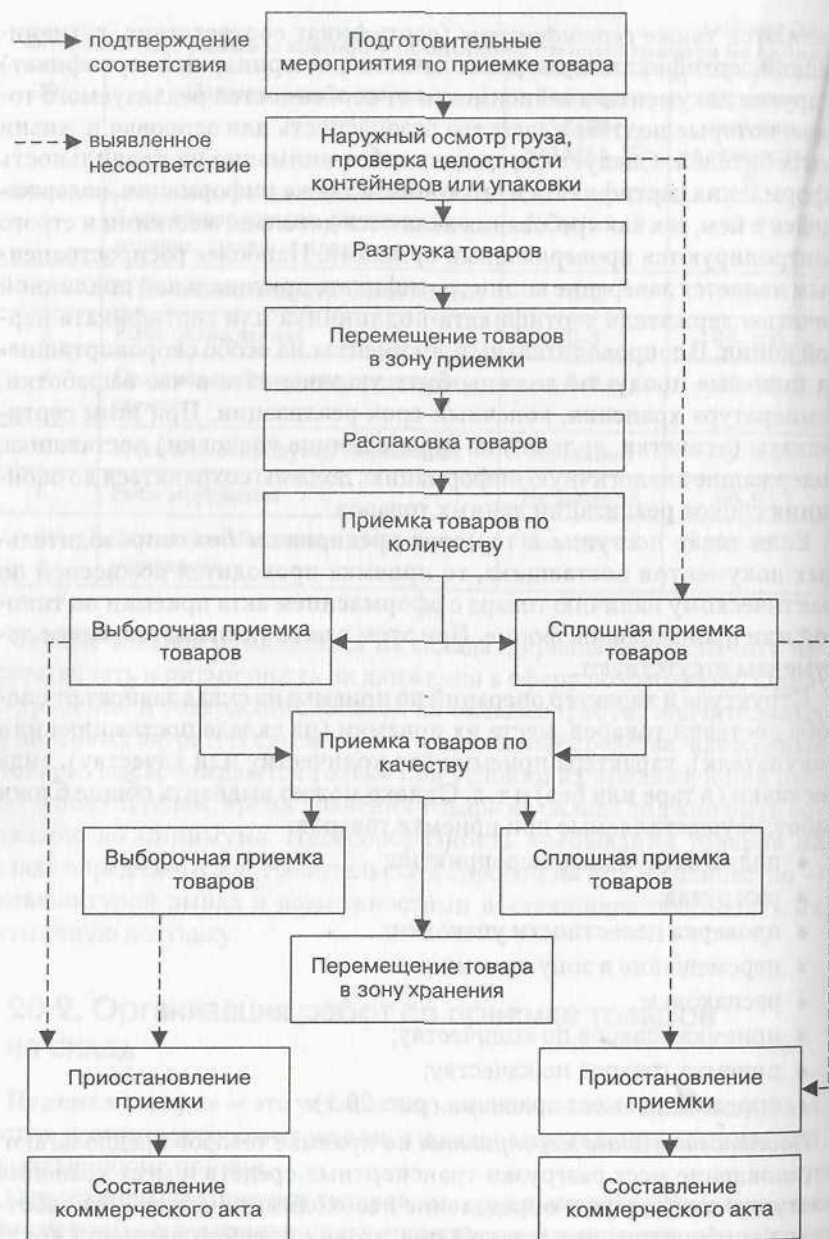 подтверждение
соответствия
выявленное
несоответствие
Подготовительные
мероприятия по приемке товара
Наружный осмотр груза,
проверка целостности
контейнеров или упаковки
Разгрузка товаров
Перемещение товаров
в зону приемки
Распаковка товаров
Приемка товаров по
количеству
Выборочная приемка
товаров
Сплошная приемка
товаров
Приемка товаров по
качеству
Выборочная приемка
товаров
Сплошная приемка
товаров
Перемещение товара
в зону хранения
Приостановление
приемки
Приостановление
приемки
Составление
коммерческого акта
Составление
коммерческого акта